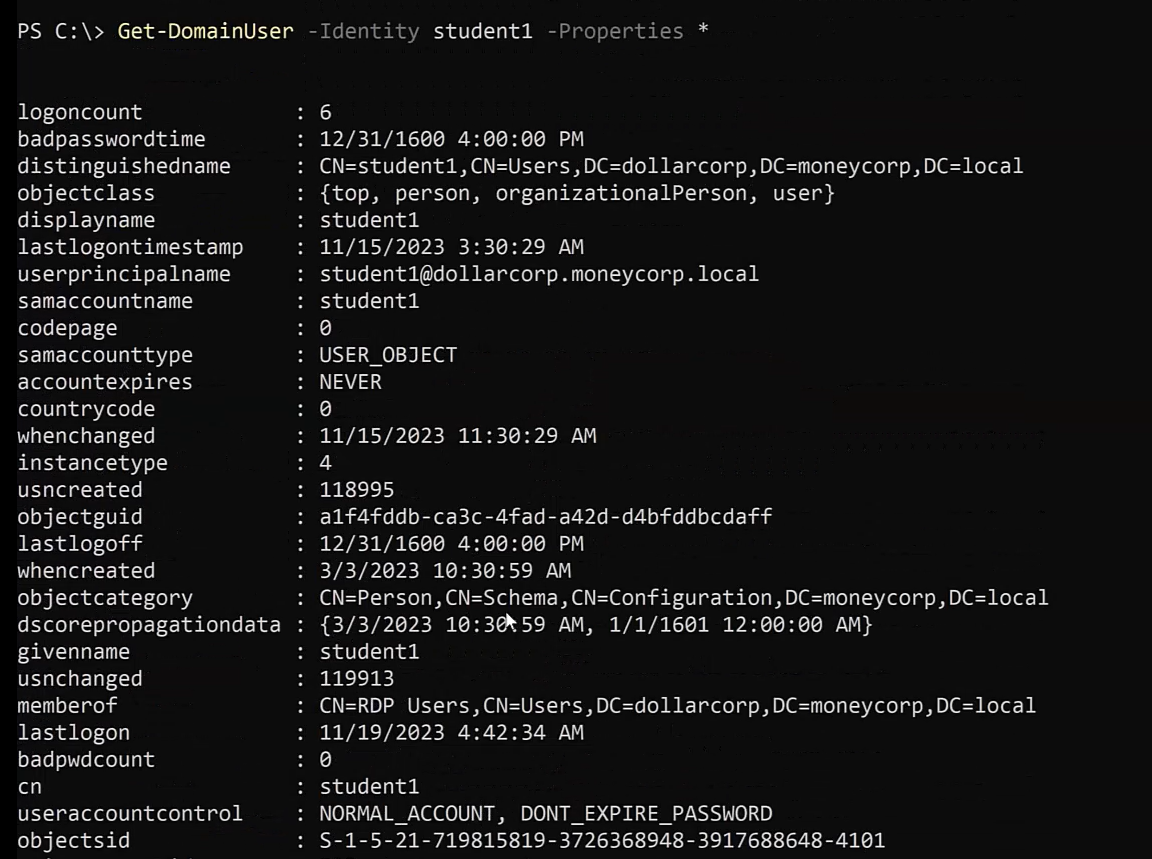 PS C:\> Get-DomainUser -Identity student1 -Properties *
logoncount : 6
badpasswordtime : 12/31/1600 4:00:00 PM
distinguishedname : CN=student1,CN=Users,DC=dollarcorp,DC=moneycorp,DC=local
objectclass : {top, person, organizationalPerson, user}
displayname : student1
lastlogontimestamp : 11/15/2023 3:30:29 AM
userprincipalname : student1@dollarcorp.moneycorp.local
samaccountname : student1
codepage : 0
samaccounttype : USER_OBJECT
accountexpires : NEVER
countrycode : 0
whenchanged : 11/15/2023 11:30:29 AM
instancetype : 4
usncreated : 118995
objectguid : a1f4fddb-ca3c-4fad-a42d-d4bfddbcdaff
lastlogoff : 12/31/1600 4:00:00 PM
whencreated : 3/3/2023 10:30:59 AM
objectcategory : CN=Person,CN=Schema,CN=Configuration,DC=moneycorp,DC=local
dscorepropagationdata : {3/3/2023 10:30:59 AM, 1/1/1601 12:00:00 AM}
givenname : student1
usnchanged : 119913
memberof : CN=RDP Users,CN=Users,DC=dollarcorp,DC=moneycorp,DC=local
lastlogon : 11/19/2023 4:42:34 AM
badpwdcount : 0
cn : student1
useraccountcontrol : NORMAL_ACCOUNT, DONT_EXPIRE_PASSWORD
objectsid : S-1-5-21-719815819-3726368948-3917688648-4101